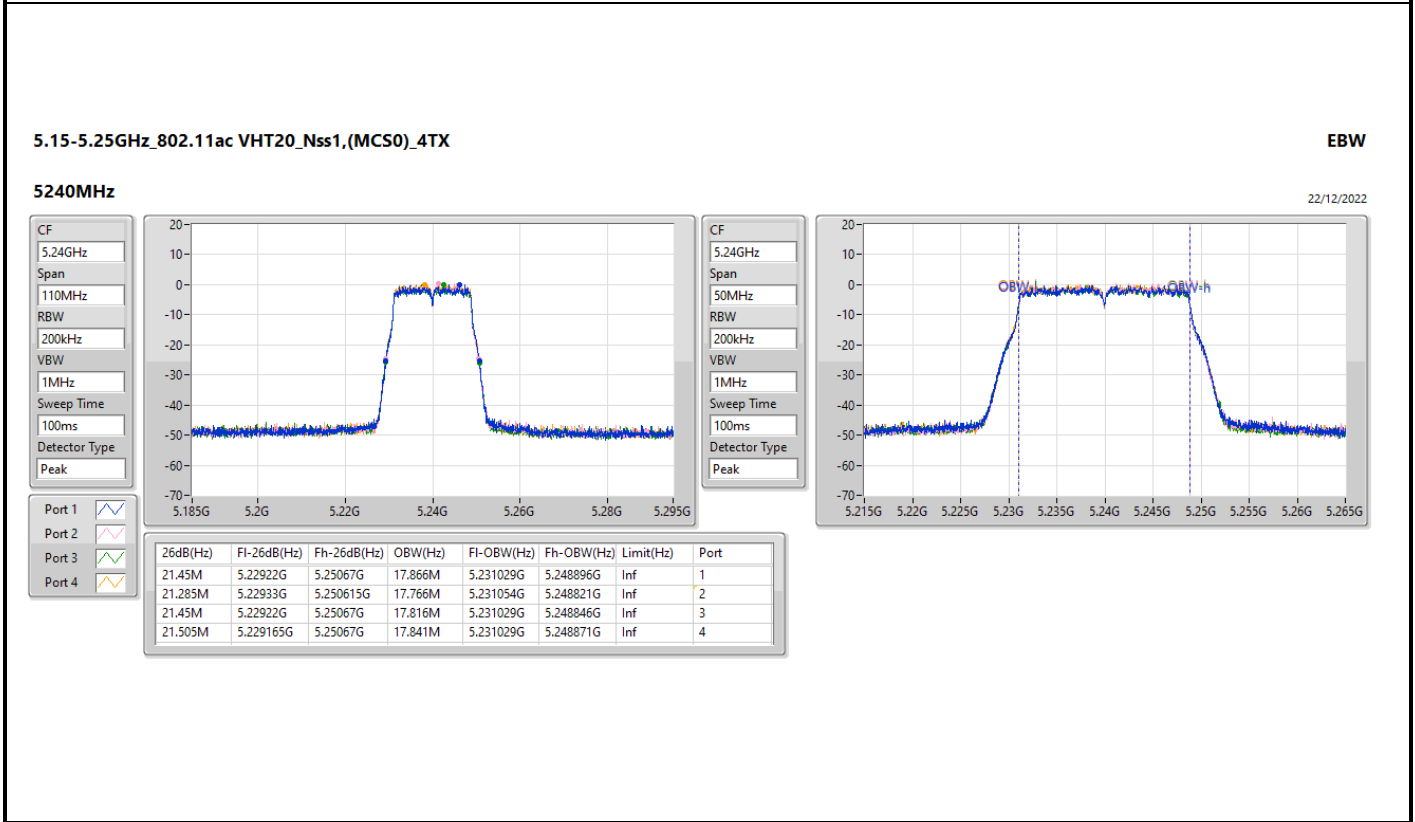 5.15-5.25GHz_802.11ac VHT20_Nss1,(MCS0)_4TX EBW
5240MHz
22/12/2022
CF
5.24GHz
Span
110MHz
RBW
200kHz
VBW
1MHz
Sweep Time
100ms
Detector Type
Peak
20
10
0
-10
-20
-30
-40
-50
-60
-70
5.185G 5.2G 5.22G 5.24G 5.26G 5.28G 5.295G
CF
5.24GHz
Span
50MHz
RBW
200kHz
VBW
1MHz
Sweep Time
100ms
Detector Type
Peak
20
10
0
-10
-20
-30
-40
-50
-60
-70
OBW-l OBW-h
5.215G 5.22G 5.225G 5.23G 5.235G 5.24G 5.245G 5.25G 5.255G 5.26G 5.265G
Port 1
Port 2
Port 3
Port 4
26dB(Hz) Fl-26dB(Hz) Fh-26dB(Hz) OBW(Hz) Fl-OBW(Hz) Fh-OBW(Hz) Limit(Hz) Port
21.45M 5.22922G 5.25067G 17.866M 5.231029G 5.248896G Inf 1
21.285M 5.22933G 5.250615G 17.766M 5.231054G 5.248821G Inf 2
21.45M 5.22922G 5.25067G 17.816M 5.231029G 5.248846G Inf 3
21.505M 5.229165G 5.25067G 17.841M 5.231029G 5.248871G Inf 4